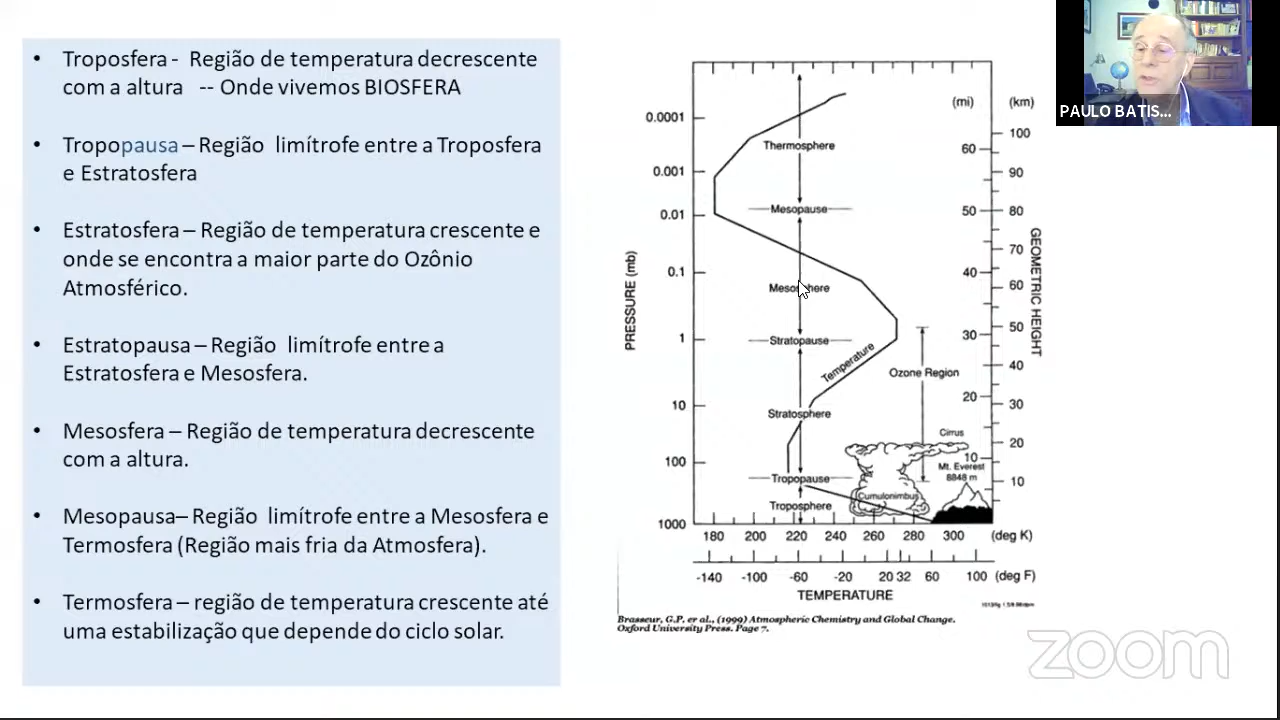 • Troposfera - Região de temperatura decrescente
com a altura -- Onde vivemos BIOSFERA
• Tropopausa – Região limítrofe entre a Troposfera
e Estratosfera
• Estratosfera – Região de temperatura crescente e
onde se encontra a maior parte do Ozônio
Atmosférico.
• Estratopausa – Região limítrofe entre a
Estratosfera e Mesosfera.
• Mesosfera – Região de temperatura decrescente
com a altura.
• Mesopausa– Região limítrofe entre a Mesosfera e
Termosfera (Região mais fria da Atmosfera).
• Termosfera – região de temperatura crescente até
uma estabilização que depende do ciclo solar.
PRESSURE (mb)
0.0001
0.001
0.01
0.1
1
10
100
1000
Thermosphere
Mesopause
Mesosphere
Stratopause
Temperature
Stratosphere
Tropopause
Troposphere
Ozone Region
Cirrus
Cumulonimbus
Mt. Everest
8848 m
(mi) (km)
100
60
90
50 80
70
40
60
50
30
40
20 30
20
10
10
GEOMETRIC HEIGHT
180 200 220 240 260 280 300 (deg K)
-140 -100 -60 -20 20 32 60 100 (deg F)
TEMPERATURE
Brasseur, G.P. er al., (1999) Atmospheric Chemistry and Global Change.
Oxford University Press. Page 7.
PAULO BATIS...
zoom